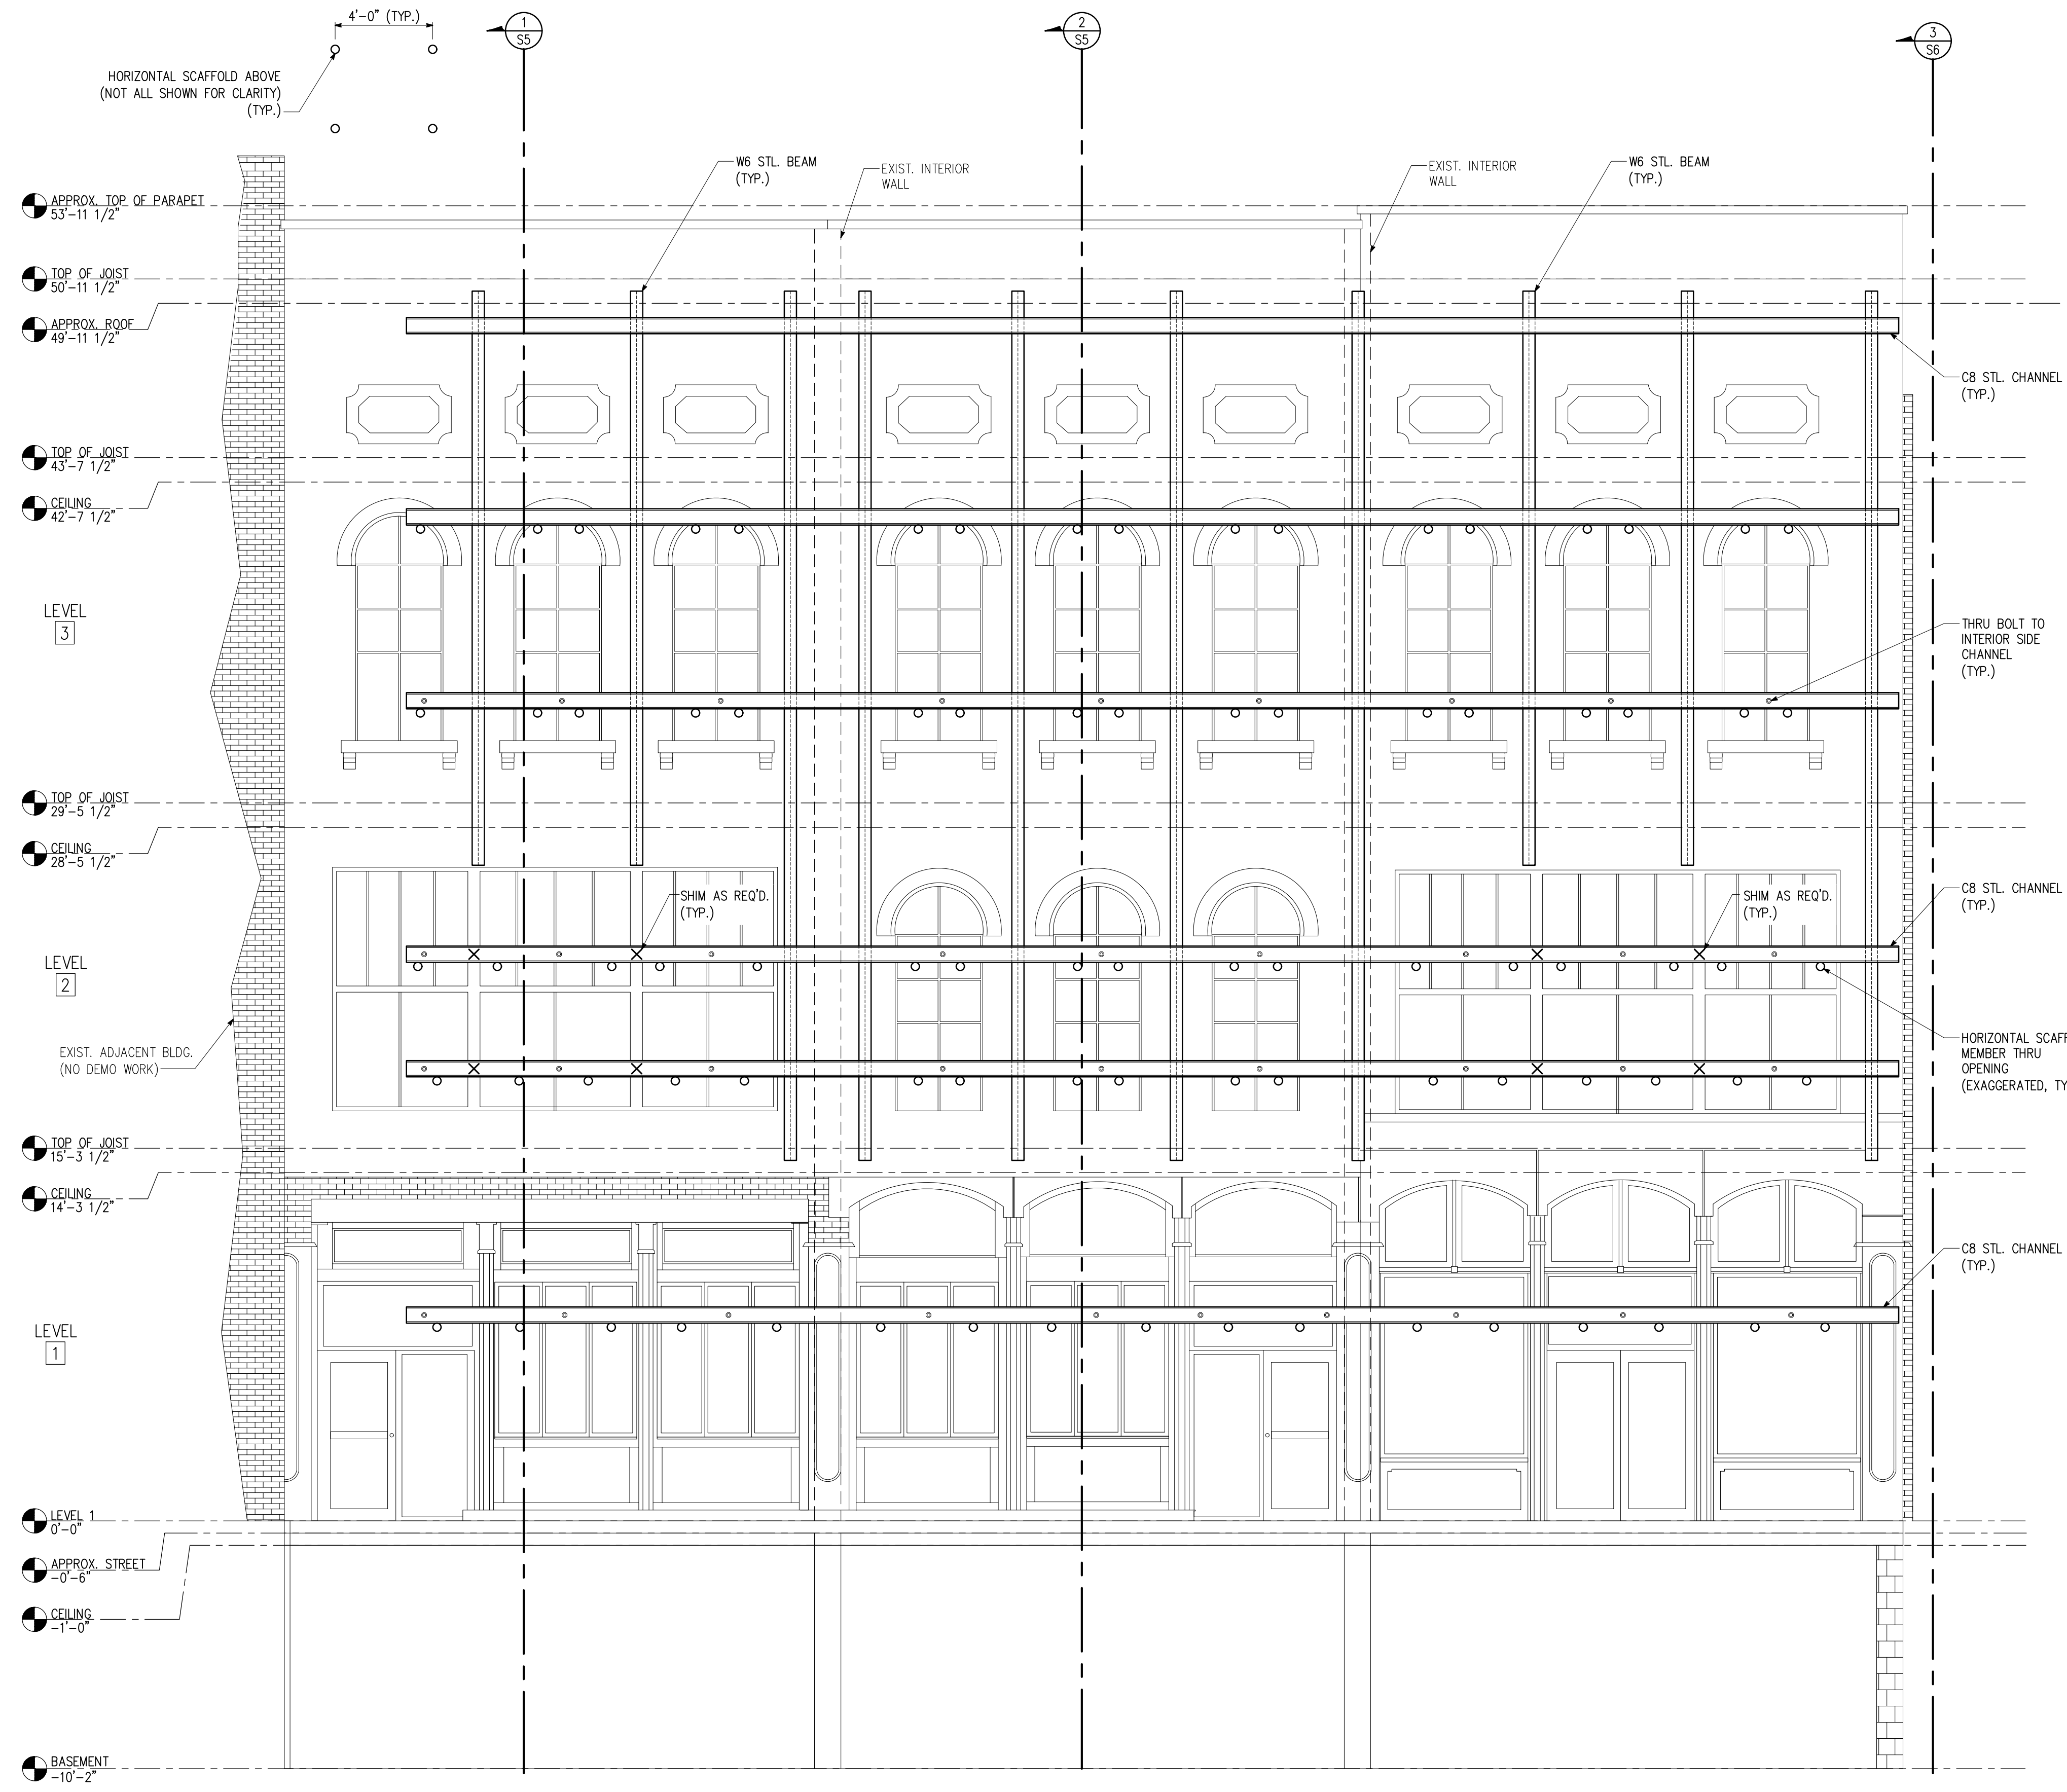 4'-0" (TYP.)
1
S5
2
S5
3
S6
HORIZONTAL SCAFFOLD ABOVE
(NOT ALL SHOWN FOR CLARITY)
(TYP.)
W6 STL. BEAM
(TYP.)
EXIST. INTERIOR
WALL
EXIST. INTERIOR
WALL
W6 STL. BEAM
(TYP.)
APPROX. TOP OF PARAPET
53'-11 1/2"
TOP OF JOIST
50'-11 1/2"
APPROX. ROOF
49'-11 1/2"
C8 STL. CHANNEL
(TYP.)
TOP OF JOIST
43'-7 1/2"
CEILING
42'-7 1/2"
LEVEL
3
THRU BOLT TO
INTERIOR SIDE
CHANNEL
(TYP.)
TOP OF JOIST
29'-5 1/2"
CEILING
28'-5 1/2"
SHIM AS REQ'D.
(TYP.)
SHIM AS REQ'D.
(TYP.)
C8 STL. CHANNEL
(TYP.)
LEVEL
2
EXIST. ADJACENT BLDG.
(NO DEMO WORK)
HORIZONTAL
MEMBER THRU
OPENING
(EXAGGERATED,
TOP OF JOIST
15'-3 1/2"
CEILING
14'-3 1/2"
C8 STL. CHANNEL
(TYP.)
LEVEL
1
LEVEL 1
0'-0"
APPROX. STREET
-0'-6"
CEILING
-1'-0"
BASEMENT
-10'-2"